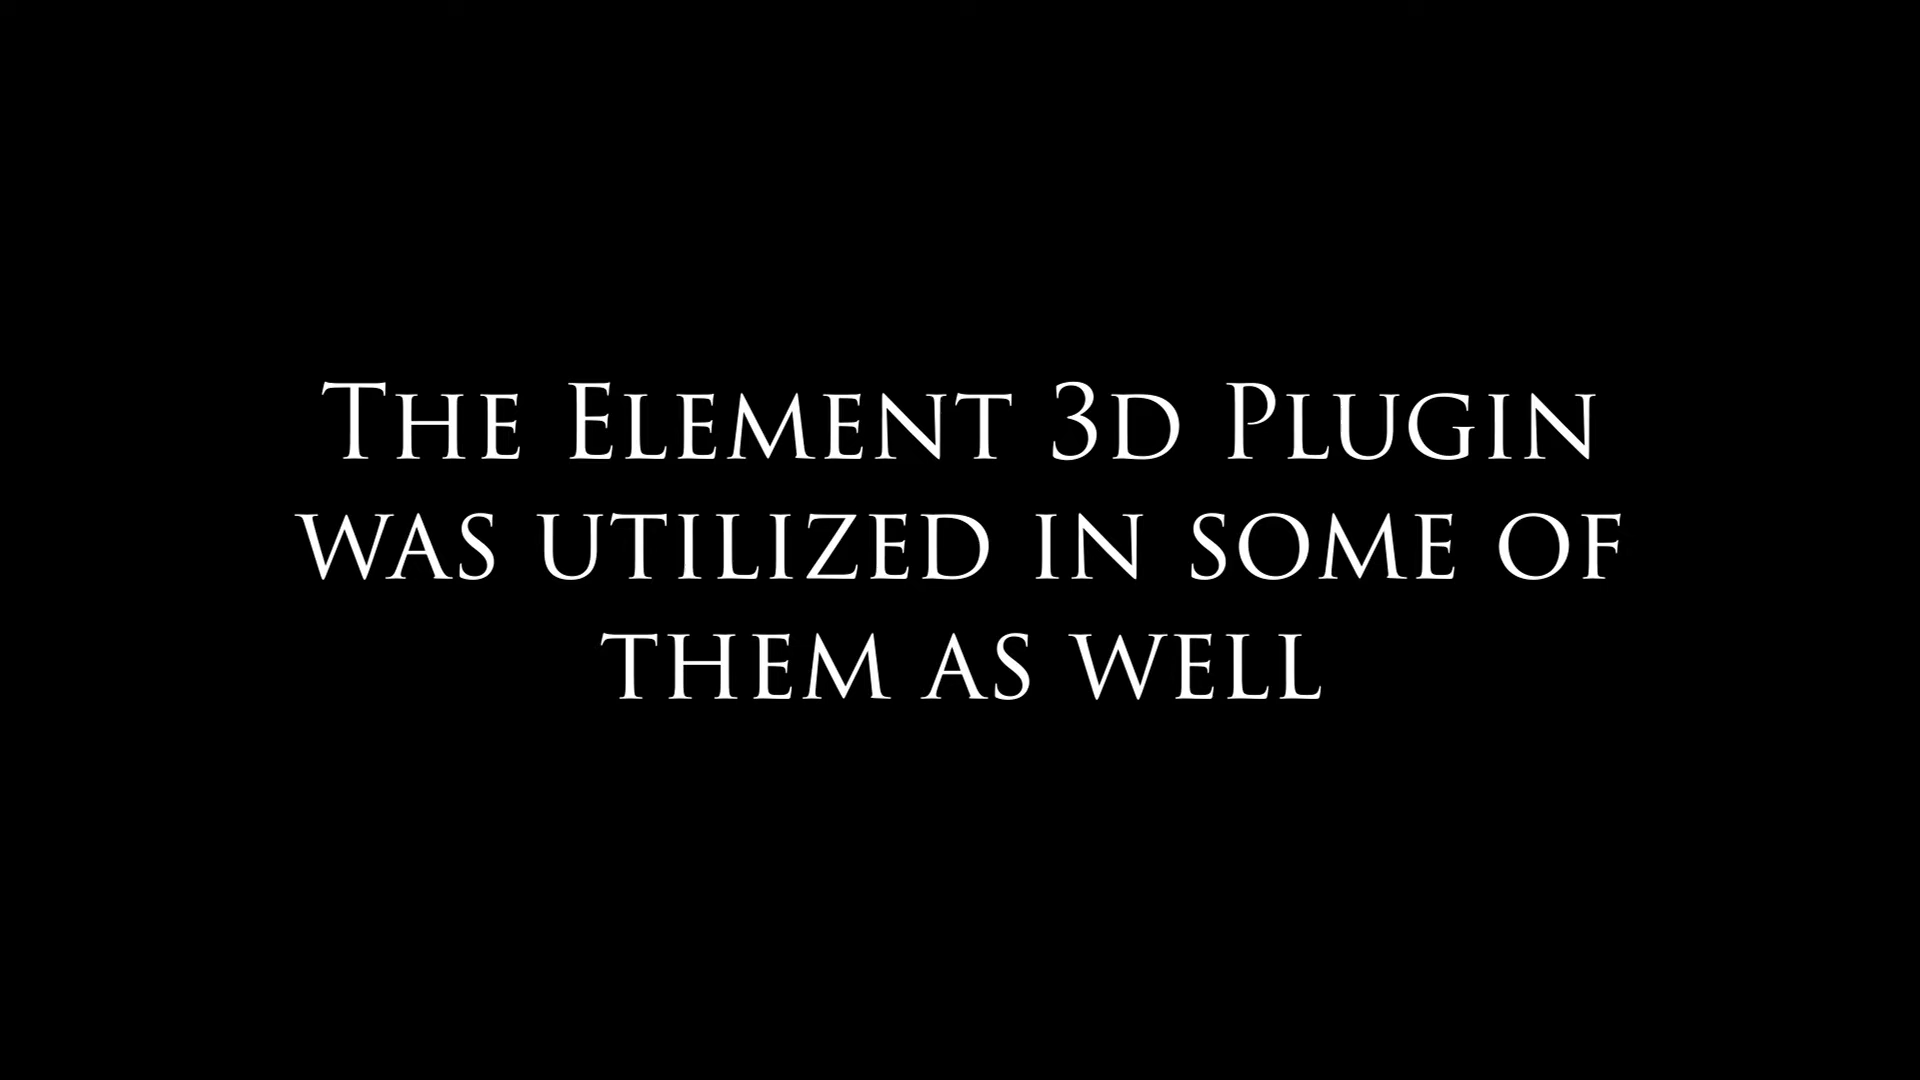 The Element 3d Plugin
was utilized in some of
them as well